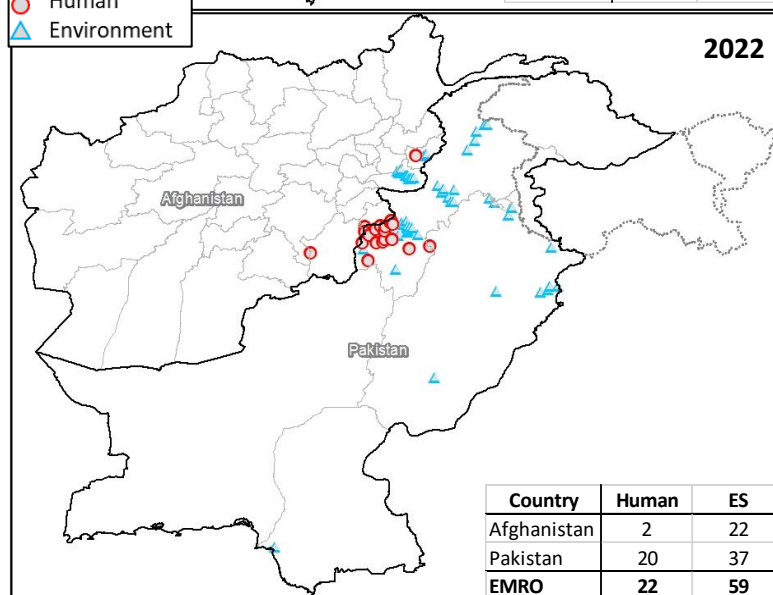 Human
Environment
2022
Afghanistan
Pakistan
Country Human ES
Afghanistan 2 22
Pakistan 20 37
EMRO 22 59